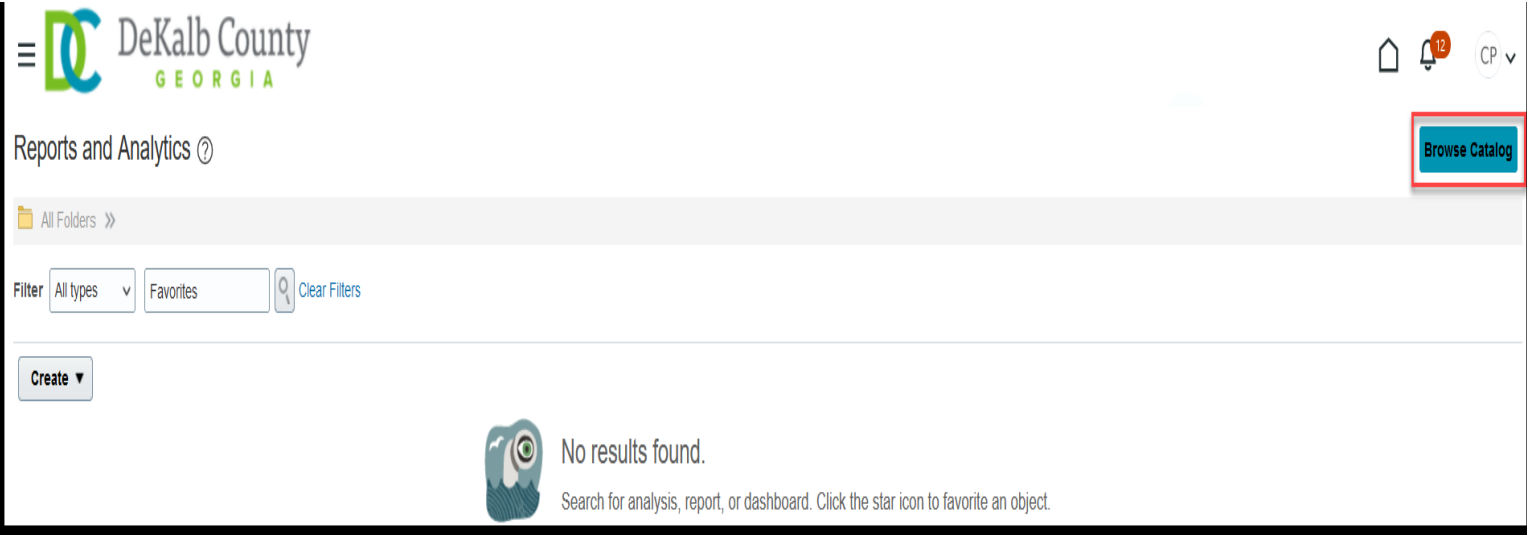 DeKalb County
GEORGIA
12
CP
Reports and Analytics ?
Browse Catalog
All Folders »
Filter All types Favorites Clear Filters
Create ▼
No results found.
Search for analysis, report, or dashboard. Click the star icon to favorite an object.